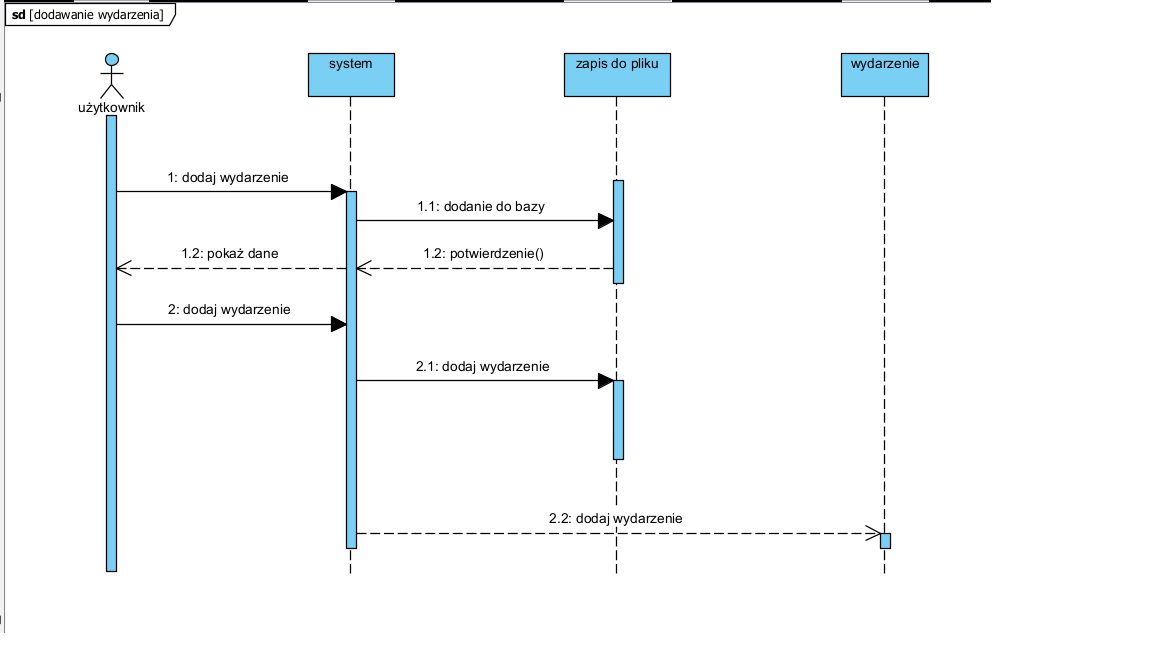 sd [dodawanie wydarzenia]
użytkownik
system
zapis do pliku
wydarzenie
1: dodaj wydarzenie
1.1: dodanie do bazy
1.2: pokaż dane
1.2: potwierdzenie()
2: dodaj wydarzenie
2.1: dodaj wydarzenie
2.2: dodaj wydarzenie